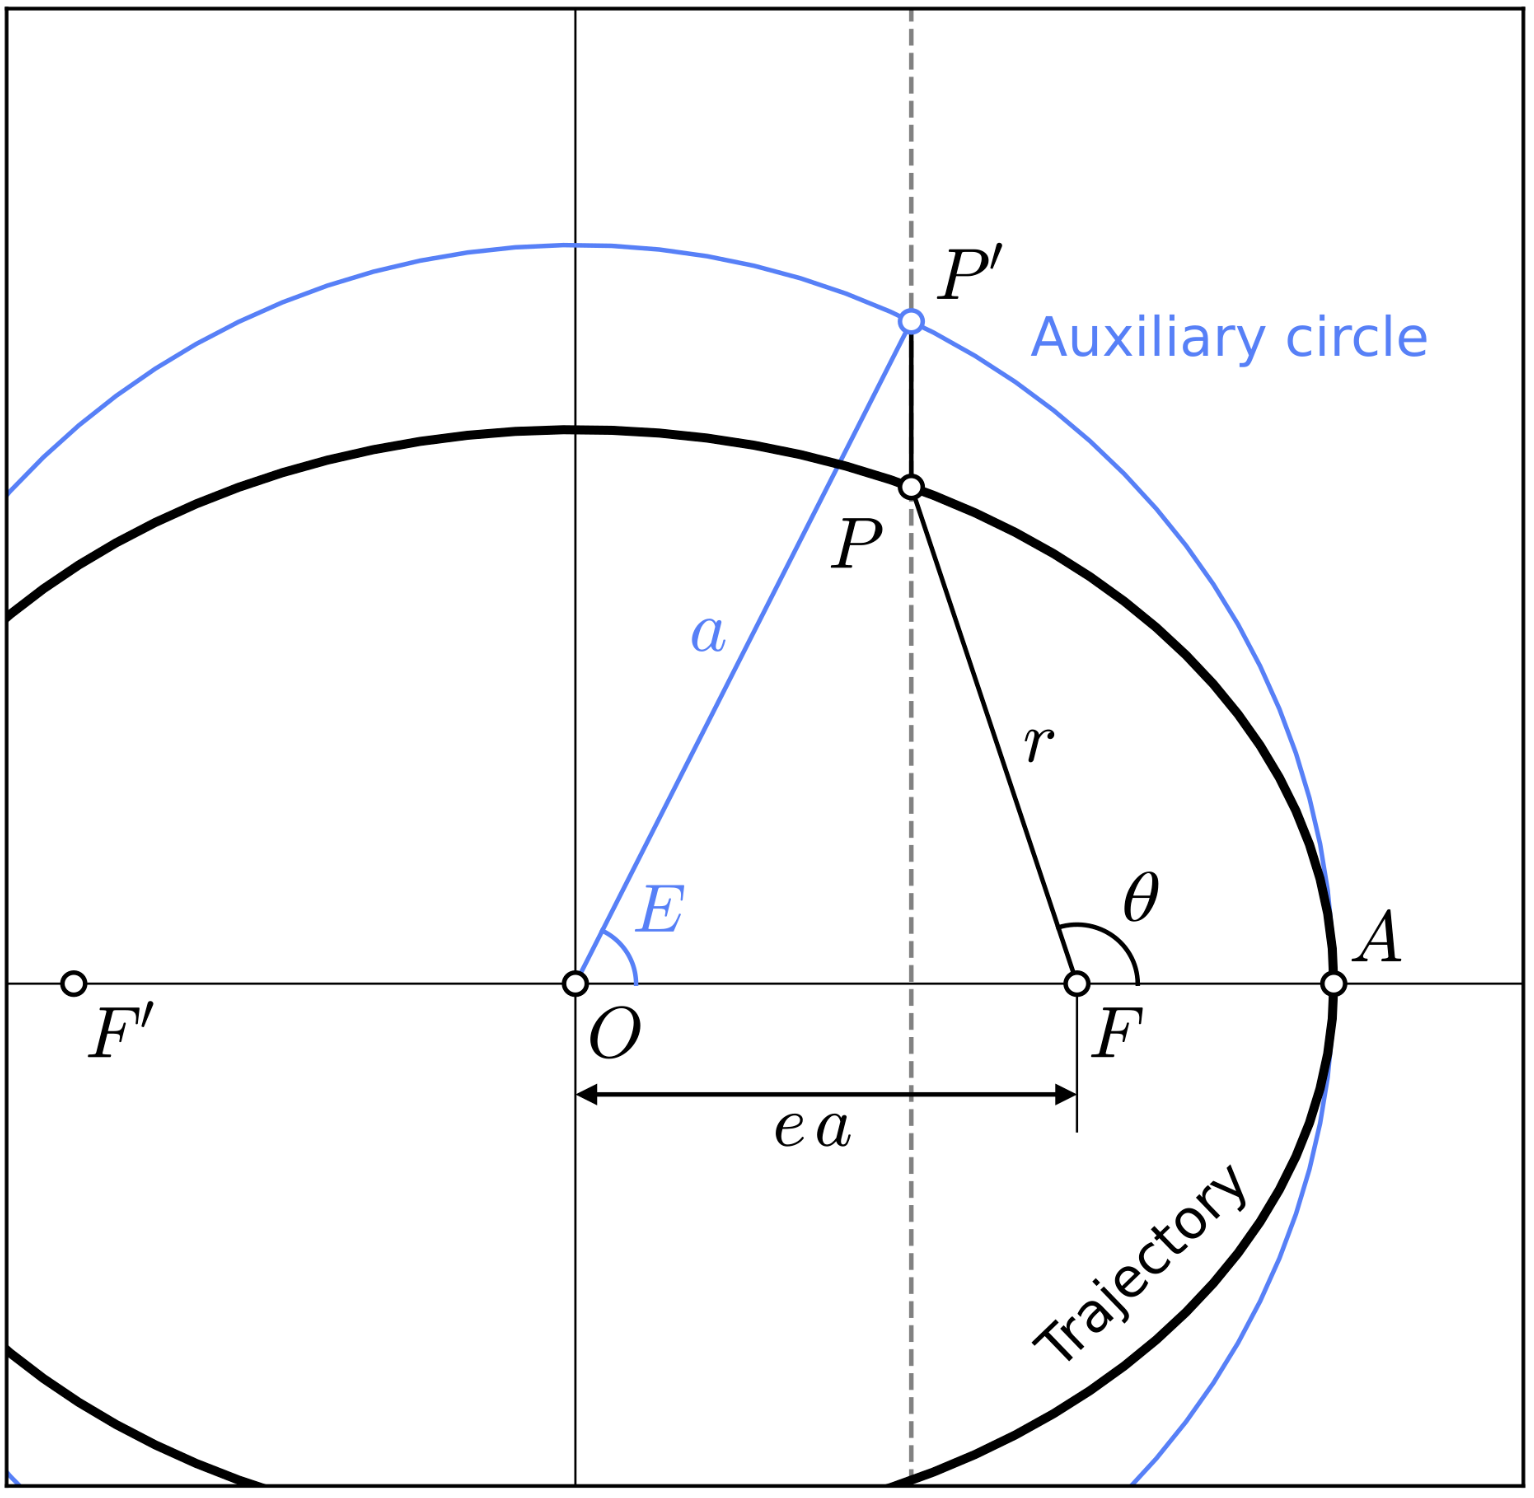 P′
Auxiliary circle
P
a
r
E
θ
A
F′
O
F
e a
Trajectory